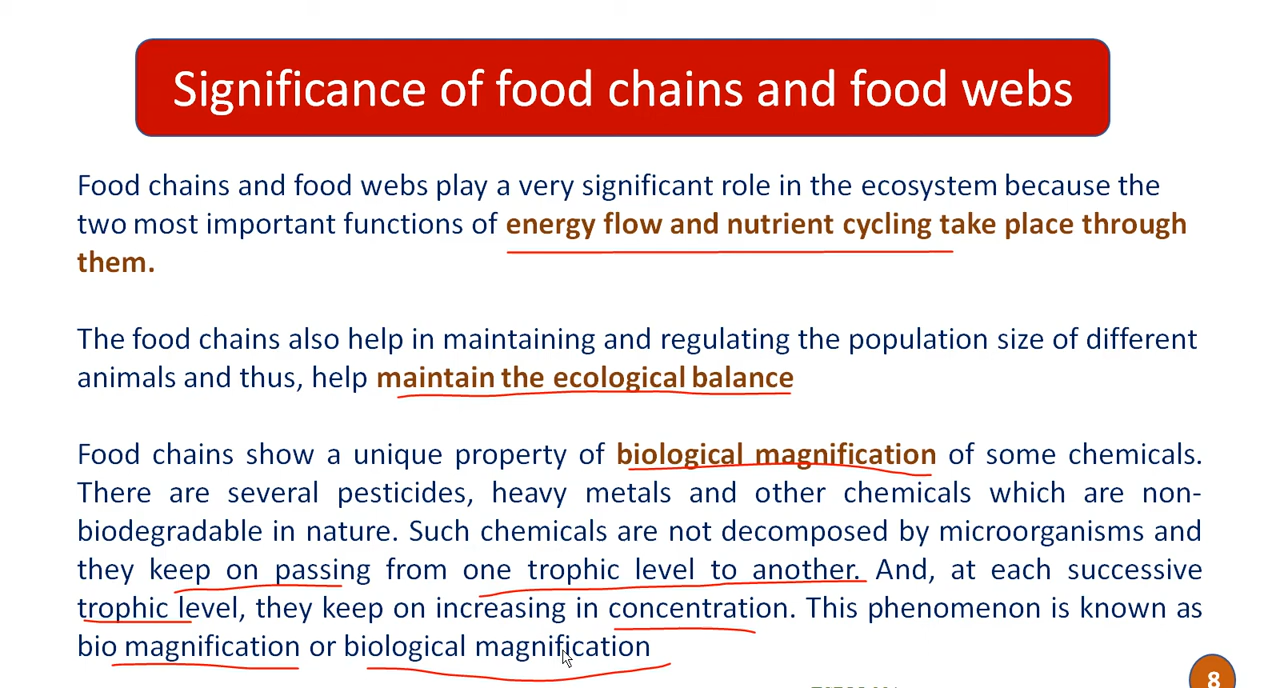 Significance of food chains and food webs
Food chains and food webs play a very significant role in the ecosystem because the
two most important functions of energy flow and nutrient cycling take place through
them.
The food chains also help in maintaining and regulating the population size of different
animals and thus, help maintain the ecological balance
Food chains show a unique property of biological magnification of some chemicals.
There are several pesticides, heavy metals and other chemicals which are non-
biodegradable in nature. Such chemicals are not decomposed by microorganisms and
they keep on passing from one trophic level to another. And, at each successive
trophic level, they keep on increasing in concentration. This phenomenon is known as
bio magnification or biological magnification
8